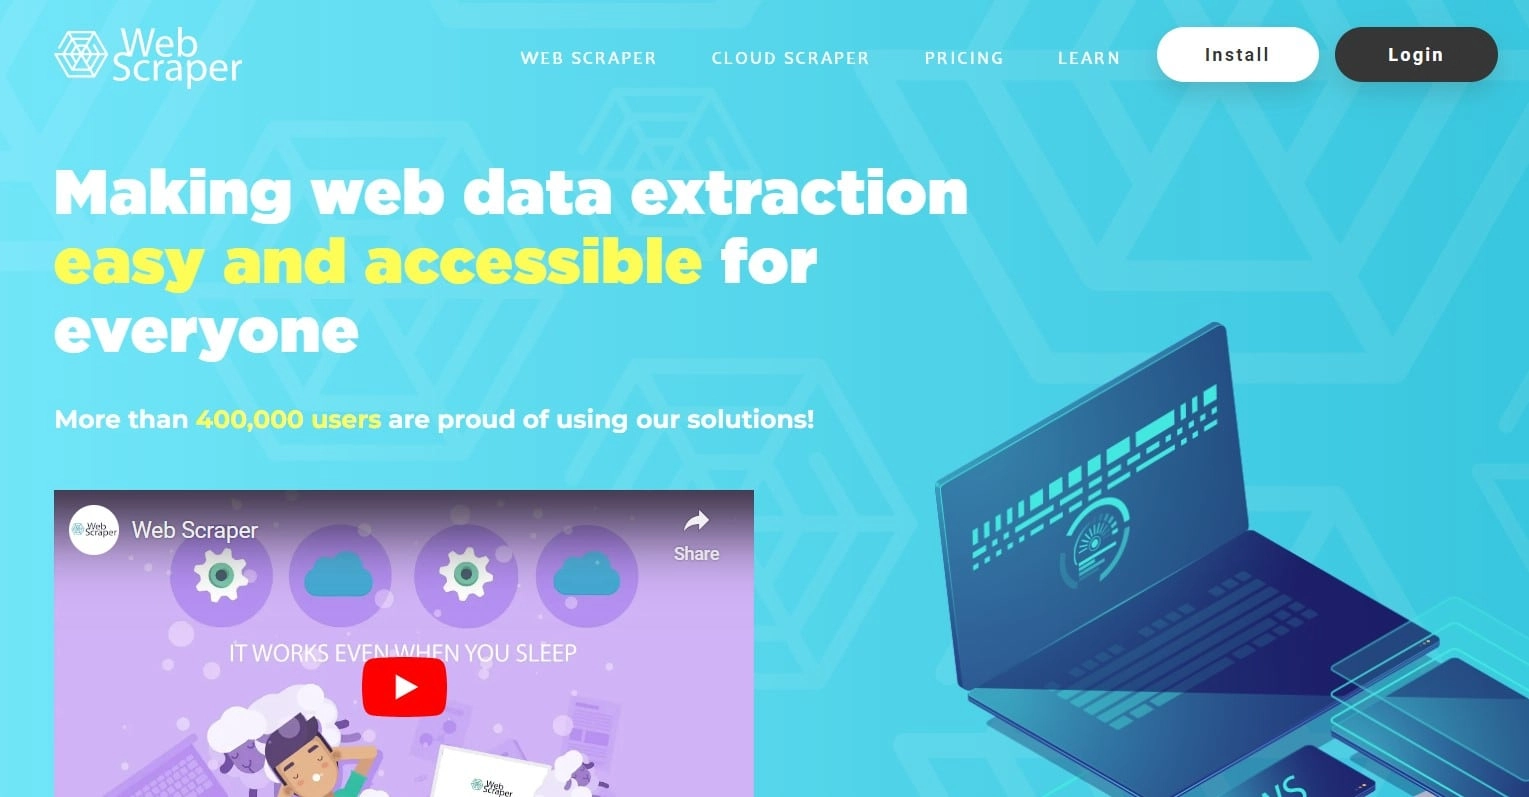 Web
Scraper
WEB SCRAPER
CLOUD SCRAPER
PRICING
LEARN
Install
Login
Making web data extraction
easy and accessible for
everyone
More than 400,000 users are proud of using our solutions!
Web
Scraper
Web Scraper
Share
IT WORKS EVEN WHEN YOU SLEEP
Web
Scraper